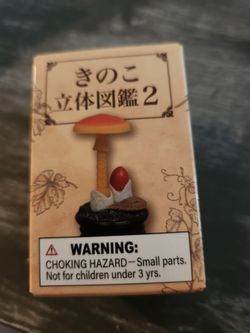 きのこ
立体図鑑2
WARNING:
CHOKING HAZARD—Small parts.
Not for children under 3 yrs.